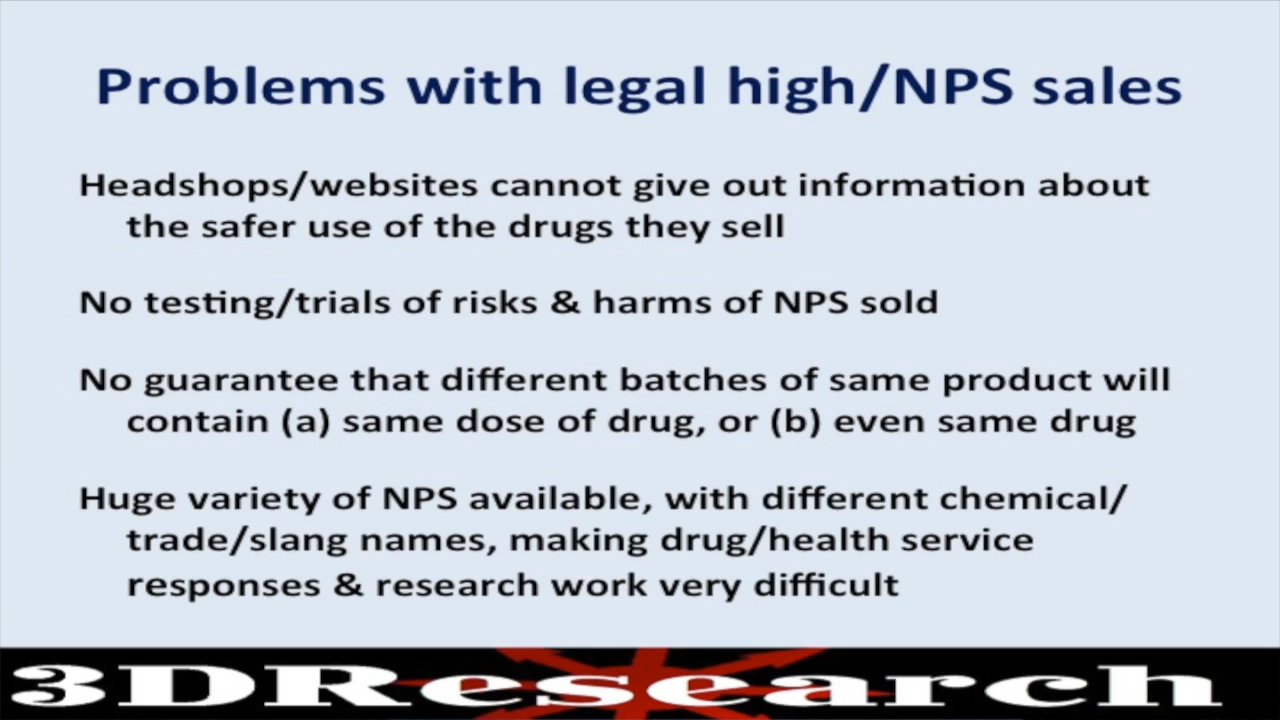 Problems with legal high/NPS sales
Headshops/websites cannot give out information about
the safer use of the drugs they sell
No testing/trials of risks & harms of NPS sold
No guarantee that different batches of same product will
contain (a) same dose of drug, or (b) even same drug
Huge variety of NPS available, with different chemical/
trade/slang names, making drug/health service
responses & research work very difficult
3DResearch